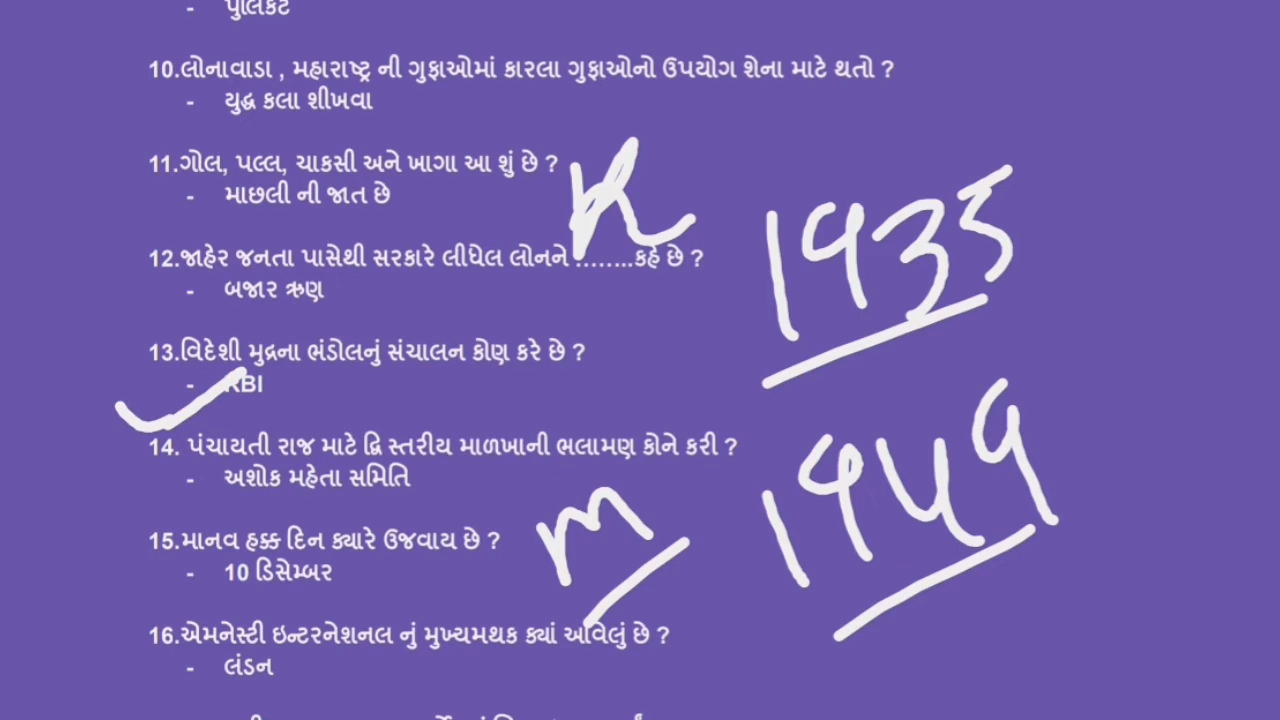 - પુલિકટ
10.લોનાવાડા , મહારાષ્ટ્ર ની ગુફાઓમાં કારલા ગુફાઓનો ઉપયોગ શેના માટે થતો ?
- યુદ્ધ કલા શીખવા
11.ગોલ, પલ્લ, ચાકસી અને ખાગા આ શું છે ?
- માછલી ની જાત છે
R
1935
12.જાહેર જનતા પાસેથી સરકારે લીધેલ લોનને ........કહે છે ?
- બજાર ઋણ
13.વિદેશી મુદ્રના ભંડોલનું સંચાલન કોણ કરે છે ?
- RBI
14. પંચાયતી રાજ માટે દ્વિ સ્તરીય માળખાની ભલામણ કોને કરી ?
- અશોક મહેતા સમિતિ
1949
m
15.માનવ હક્ક દિન ક્યારે ઉજવાય છે ?
- 10 ડિસેમ્બર
16.એમનેસ્ટી ઇન્ટરનેશનલ નું મુખ્યમથક ક્યાં આવેલું છે ?
- લંડન